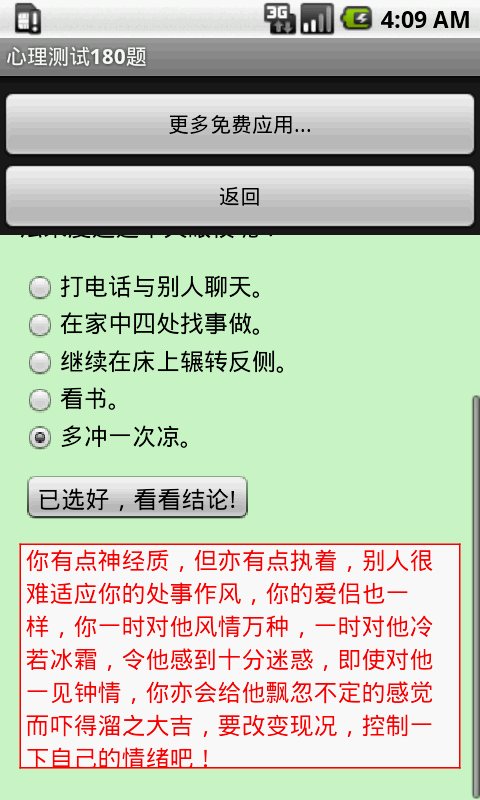 3G
4:09 AM
心理测试180题
更多免费应用...
返回
打电话与别人聊天。
在家中四处找事做。
继续在床上辗转反侧。
看书。
多冲一次凉。
已选好，看看结论!
你有点神经质，但亦有点执着，别人很
难适应你的处事作风，你的爱侣也一
样，你一时对他风情万种，一时对他冷
若冰霜，令他感到十分迷惑，即使对他
一见钟情，你亦会给他飘忽不定的感觉
而吓得溜之大吉，要改变现况，控制一
下自己的情绪吧！